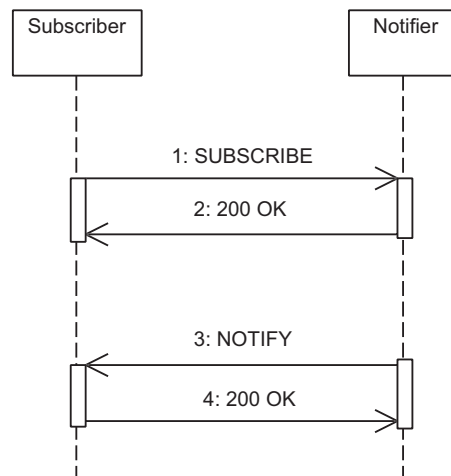 Subscriber
Notifier
1: SUBSCRIBE
2: 200 OK
3: NOTIFY
4: 200 OK